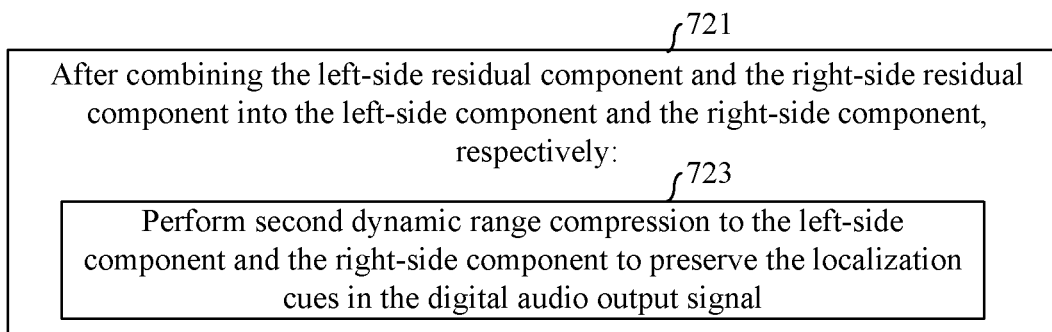 721
After combining the left-side residual component and the right-side residual
component into the left-side component and the right-side component,
respectively:
723
Perform second dynamic range compression to the left-side
component and the right-side component to preserve the localization
cues in the digital audio output signal